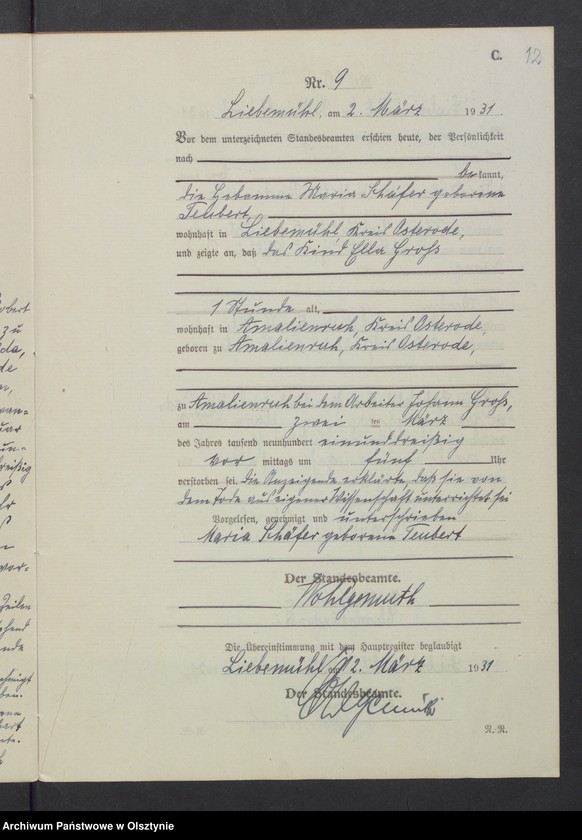 C. 12
Nr. 9
Liebemühl, am 2. März 1931.
Vor dem unterzeichneten Standesbeamten erschien heute, der Persönlichkeit
nach
bekannt,
die Hebamme Maria Schäfer geborene
Teubert,
wohnhaft in Liebemühl, Kreis Osterode,
und zeigte an, daß das Kind Ella Groß
1 Stunde alt,
wohnhaft in Amalienruh, Kreis Osterode,
geboren zu Amalienruh, Kreis Osterode,
zu Amalienruh bei dem Arbeiter Johann Groß,
am zwei ten März
des Jahres tausend neunhundert einunddreißig
vor mittags um fünf Uhr
verstorben sei. Die Anzeigende erklärte, daß sie von
dem Tode aus eigener Wissenschaft unterrichtet sei
Vorgelesen, genehmigt und unterschrieben
Maria Schäfer geborene Teubert
Der Standesbeamte.
Wohlgemuth
Die Übereinstimmung mit dem Hauptregister beglaubigt
Liebemühl am 2. März 1931
Der Standesbeamte.
Wohlgemuth
N.-R.
Archiwum Państwowe w Olsztynie